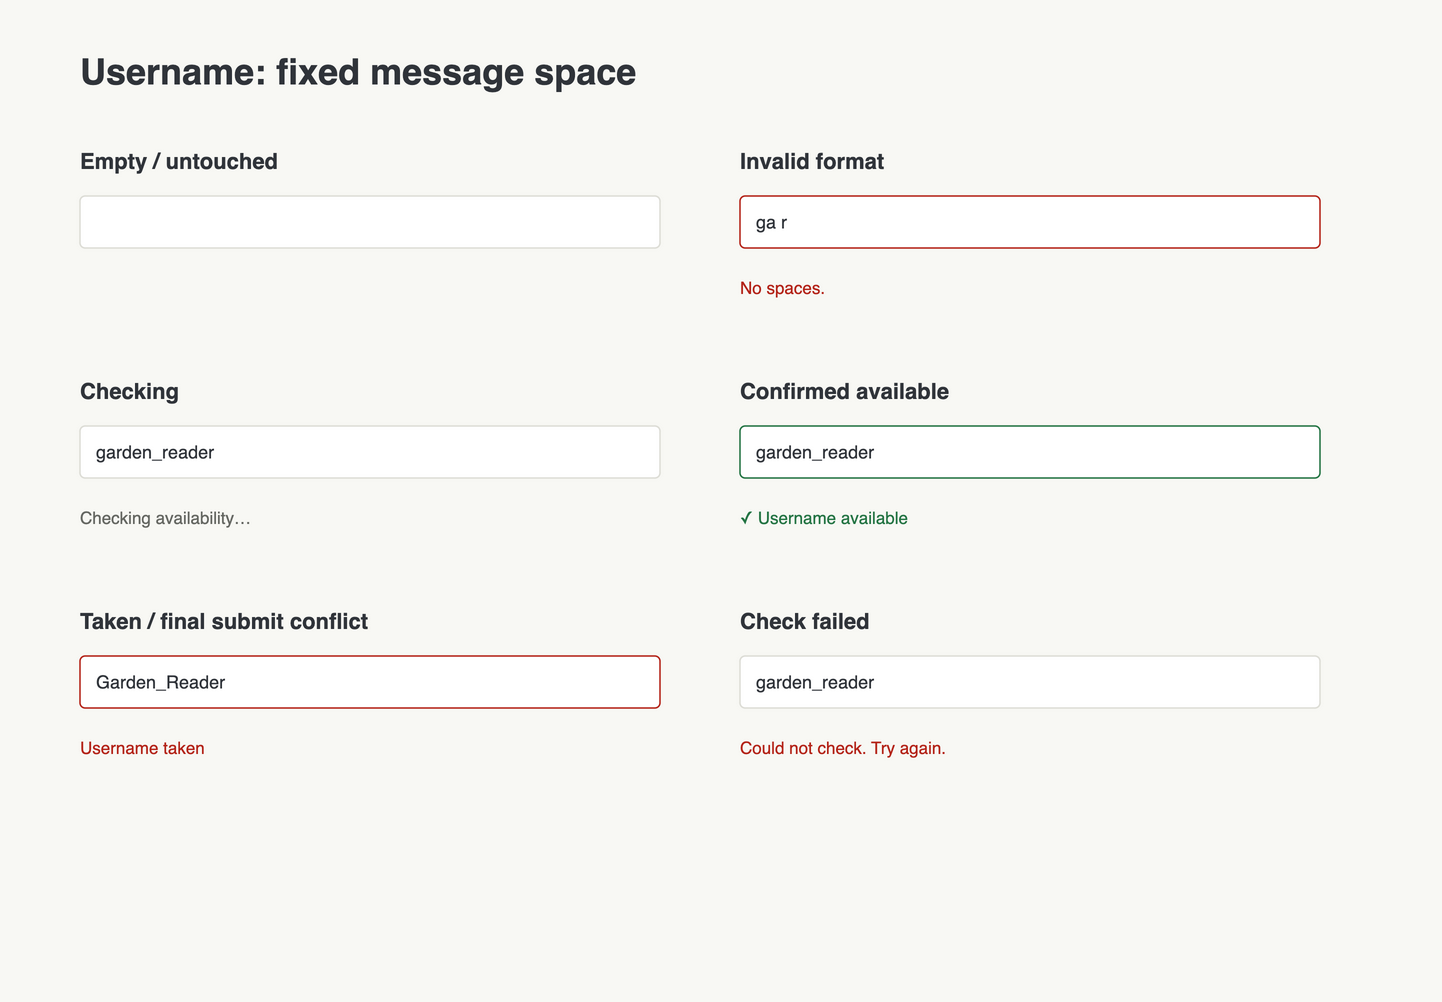 Username: fixed message space
Empty / untouched
Invalid format
ga r
No spaces.
Checking
garden_reader
Checking availability…
Confirmed available
garden_reader
✓ Username available
Taken / final submit conflict
Garden_Reader
Username taken
Check failed
garden_reader
Could not check. Try again.